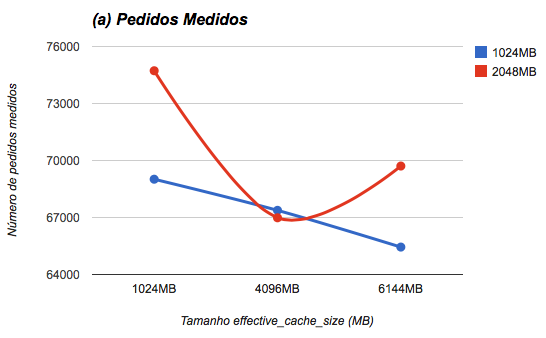 (a) Pedidos Medidos
76000
73000
70000
67000
64000
Número de pedidos medidos
1024MB
4096MB
6144MB
Tamanho effective_cache_size (MB)
1024MB
2048MB